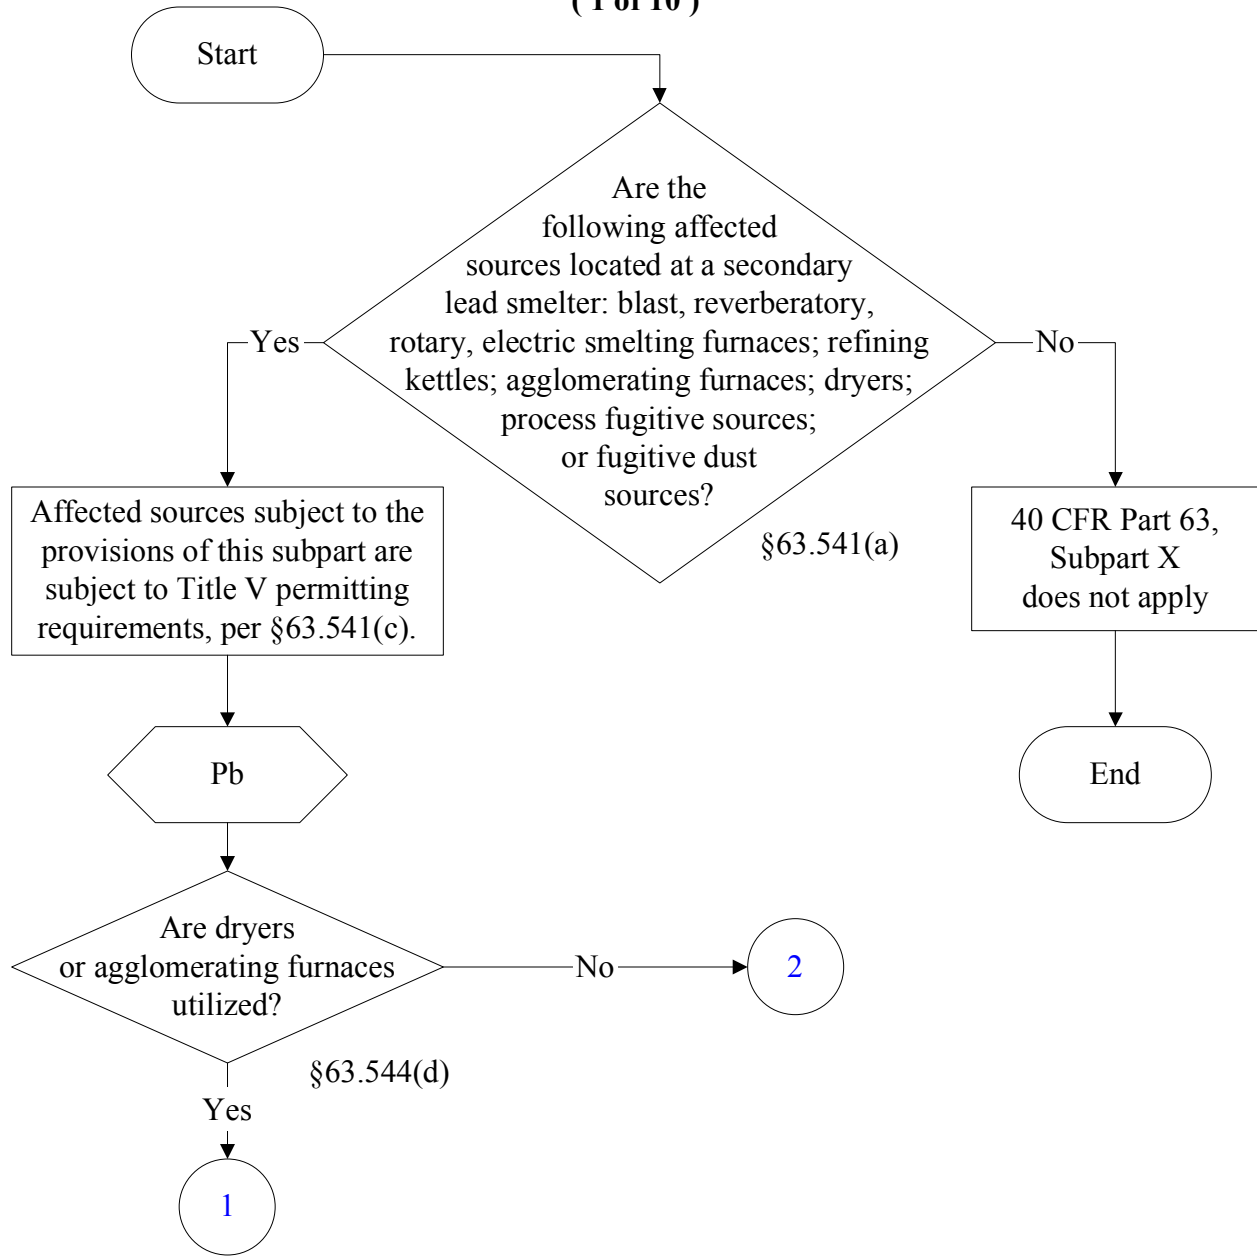 ( 1 of 10 )
Start
Are the
following affected
sources located at a secondary
lead smelter: blast, reverberatory,
rotary, electric smelting furnaces; refining
kettles; agglomerating furnaces; dryers;
process fugitive sources;
or fugitive dust
sources?
§63.541(a)
Yes
No
Affected sources subject to the
provisions of this subpart are
subject to Title V permitting
requirements, per §63.541(c).
40 CFR Part 63,
Subpart X
does not apply
Pb
End
Are dryers
or agglomerating furnaces
utilized?
No
2
§63.544(d)
Yes
1